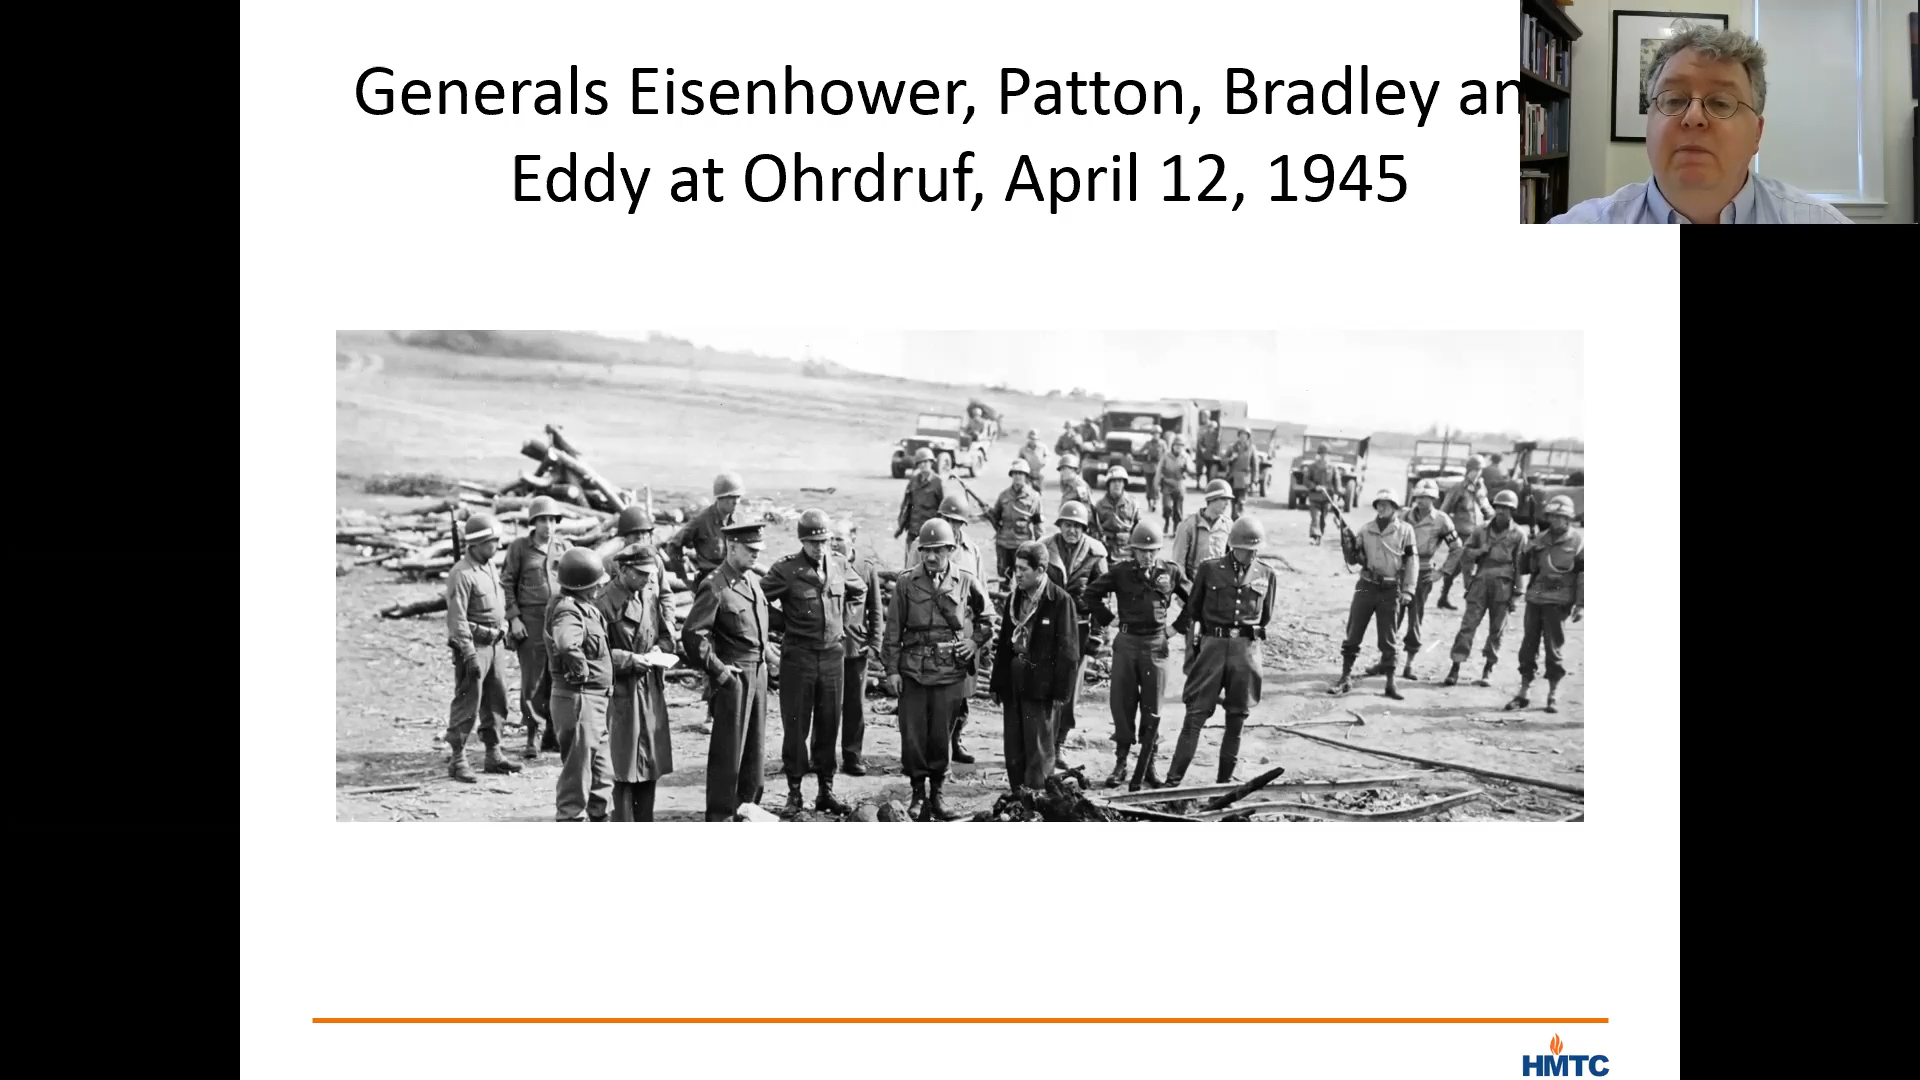 Generals Eisenhower, Patton, Bradley an
Eddy at Ohrdruf, April 12, 1945
HMTC